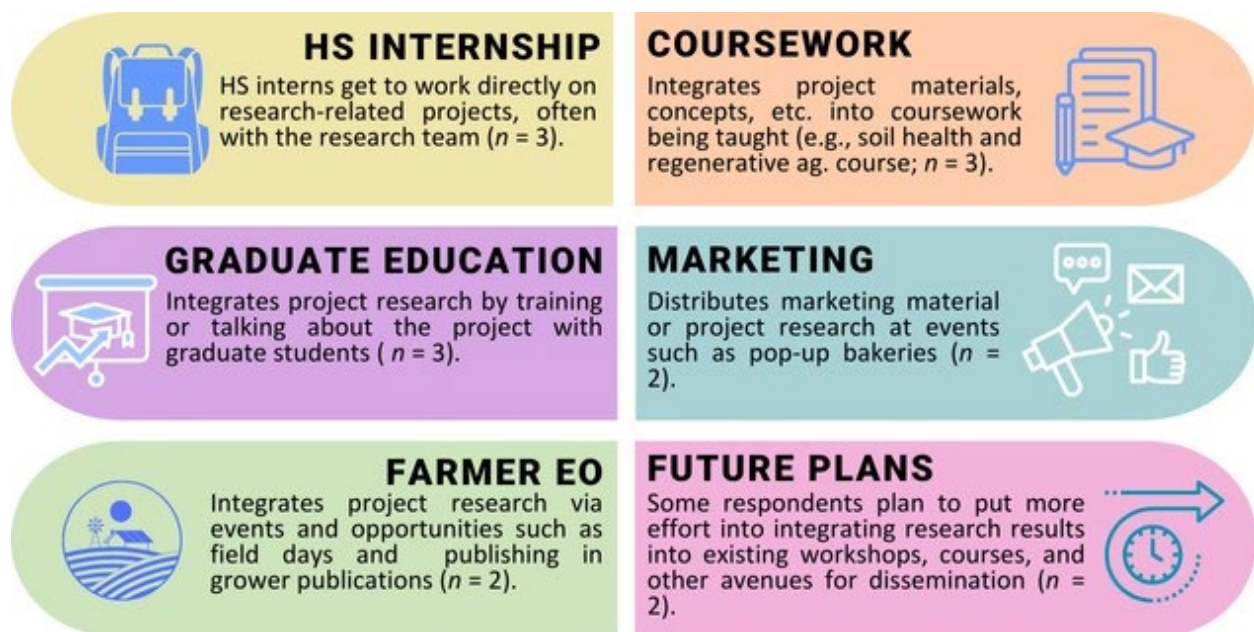 HS INTERNSHIP
HS interns get to work directly on
research-related projects, often
with the research team (n = 3).
COURSEWORK
Integrates project materials,
concepts, etc. into coursework
being taught (e.g., soil health and
regenerative ag. course; n = 3).
GRADUATE EDUCATION
Integrates project research by training
or talking about the project with
graduate students ( n = 3).
MARKETING
Distributes marketing material
or project research at events
such as pop-up bakeries (n =
2).
FARMER EO
Integrates project research via
events and opportunities such as
field days and publishing in
grower publications (n = 2).
FUTURE PLANS
Some respondents plan to put more
effort into integrating research results
into existing workshops, courses, and
other avenues for dissemination (n =
2).